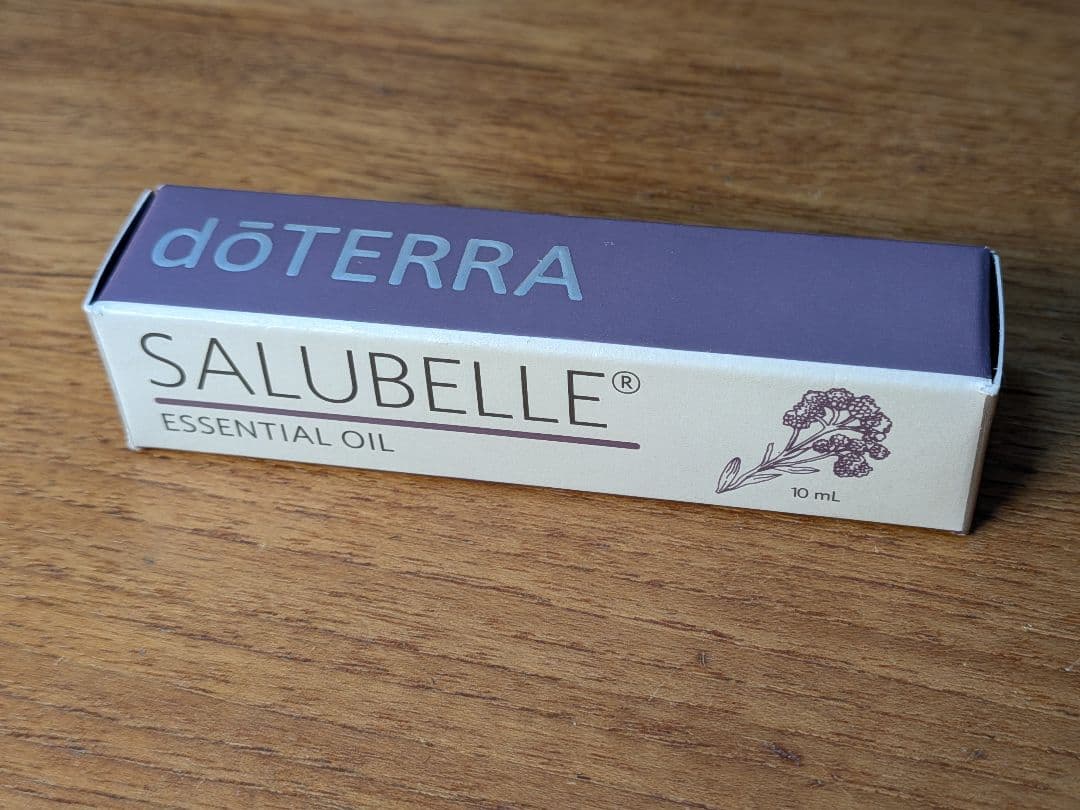 dōTERRA
SALUBELLE®
ESSENTIAL OIL
10 mL